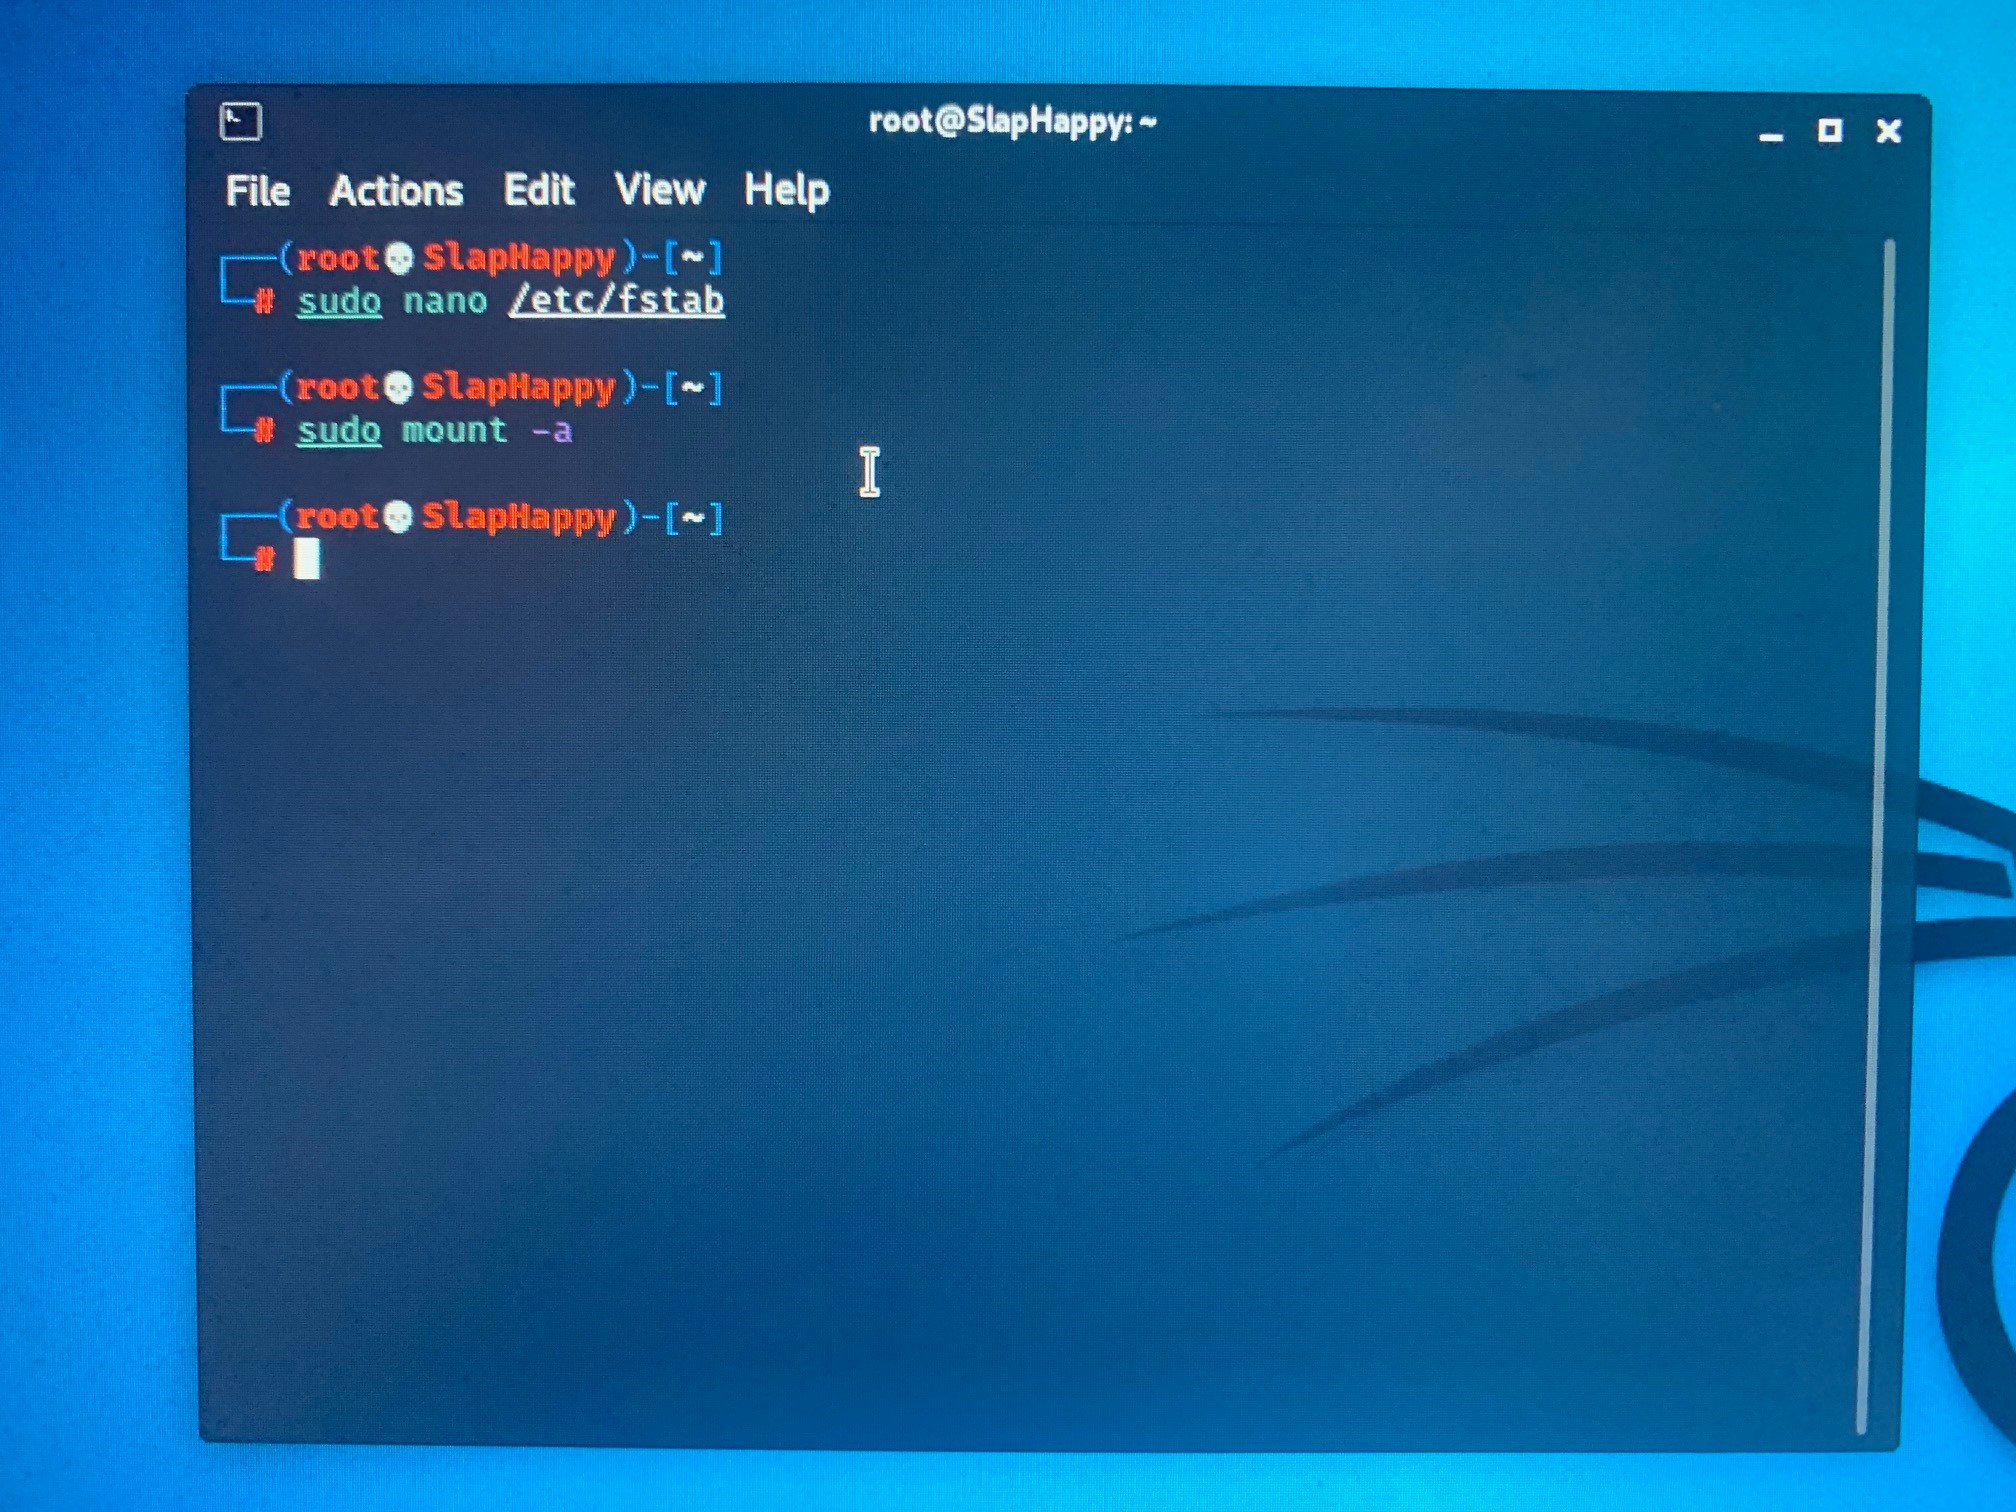 root@SlapHappy: ~
File Actions Edit View Help
┌──(root💀SlapHappy)-[~]
└─# sudo nano /etc/fstab
┌──(root💀SlapHappy)-[~]
└─# sudo mount -a
┌──(root💀SlapHappy)-[~]
└─#